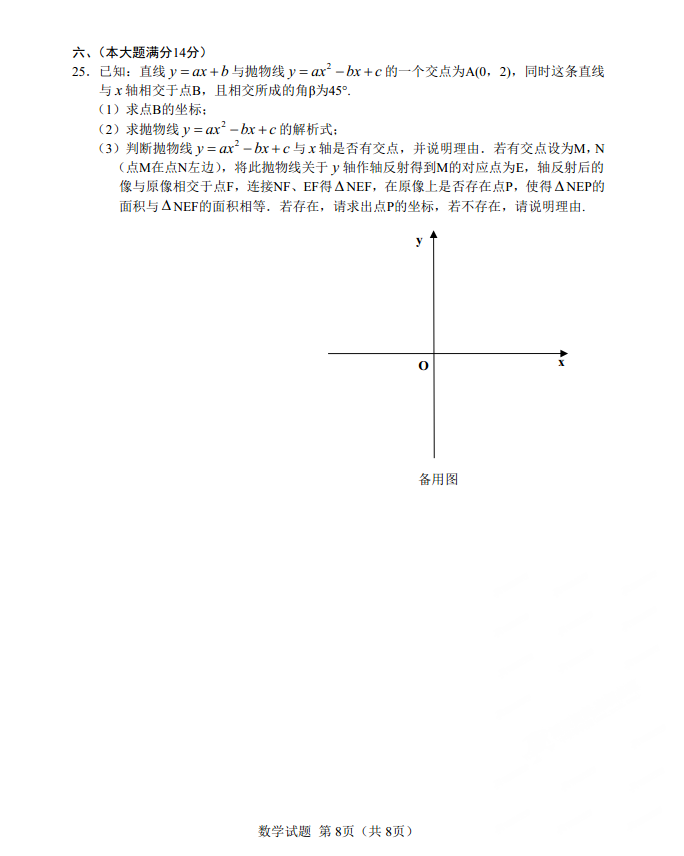 六、（本大题满分14分）
25．已知：直线 y = ax + b 与抛物线 y = ax² − bx + c 的一个交点为A(0，2)，同时这条直线
与 x 轴相交于点B，且相交所成的角β为45°.
（1）求点B的坐标；
（2）求抛物线 y = ax² − bx + c 的解析式；
（3）判断抛物线 y = ax² − bx + c 与 x 轴是否有交点，并说明理由．若有交点设为M，N
（点M在点N左边），将此抛物线关于 y 轴作轴反射得到M的对应点为E，轴反射后的
像与原像相交于点F，连接NF、EF得 Δ NEF，在原像上是否存在点P，使得 Δ NEP的
面积与 Δ NEF的面积相等．若存在，请求出点P的坐标，若不存在，请说明理由．
y
O
x
备用图
数学试题 第 8页（共 8页）